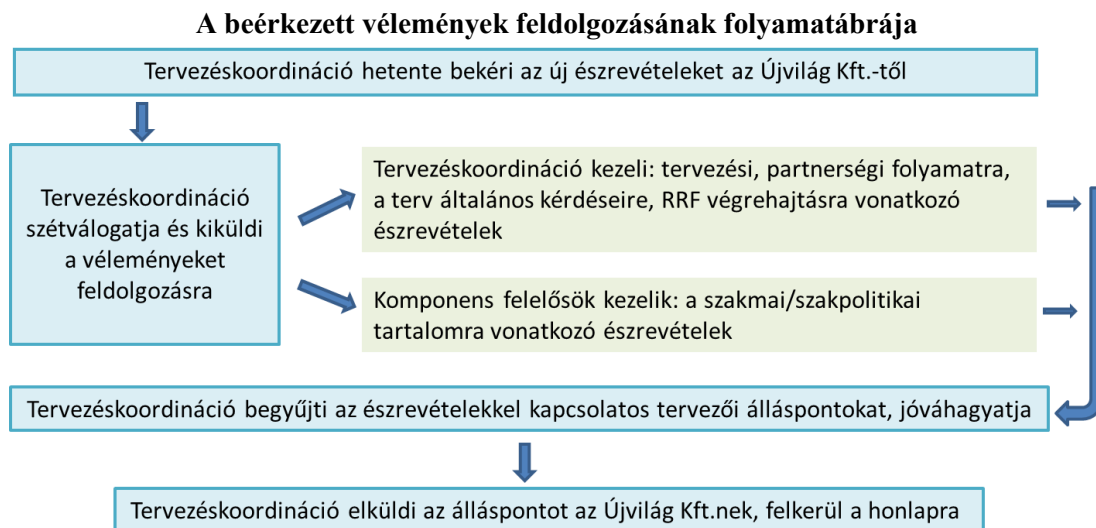 A beérkezett vélemények feldolgozásának folyamatábrája
Tervezéskoordináció hetente bekéri az új észrevételeket az Újvilág Kft.-től
Tervezéskoordináció
szétválogatja és kiküldi
a véleményeket
feldolgozásra
Tervezéskoordináció kezeli: tervezési, partnerségi folyamatra,
a terv általános kérdéseire, RRF végrehajtásra vonatkozó
észrevételek
Komponens felelősök kezelik: a szakmai/szakpolitikai
tartalomra vonatkozó észrevételek
Tervezéskoordináció begyűjti az észrevételekkel kapcsolatos tervezői álláspontokat, jóváhagyatja
Tervezéskoordináció elküldi az álláspontot az Újvilág Kft.nek, felkerül a honlapra